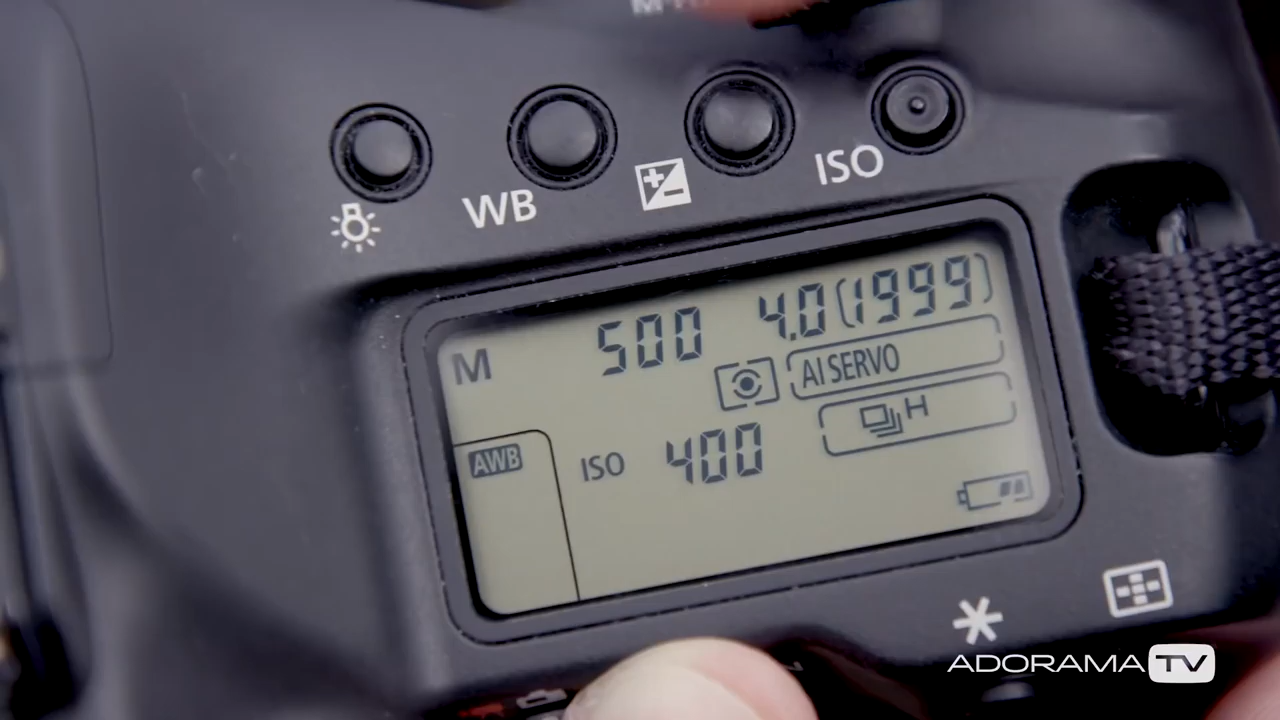 WB
ISO
M 500 4.0 (1999)
AI SERVO
H
AWB ISO 400
ADORAMA TV